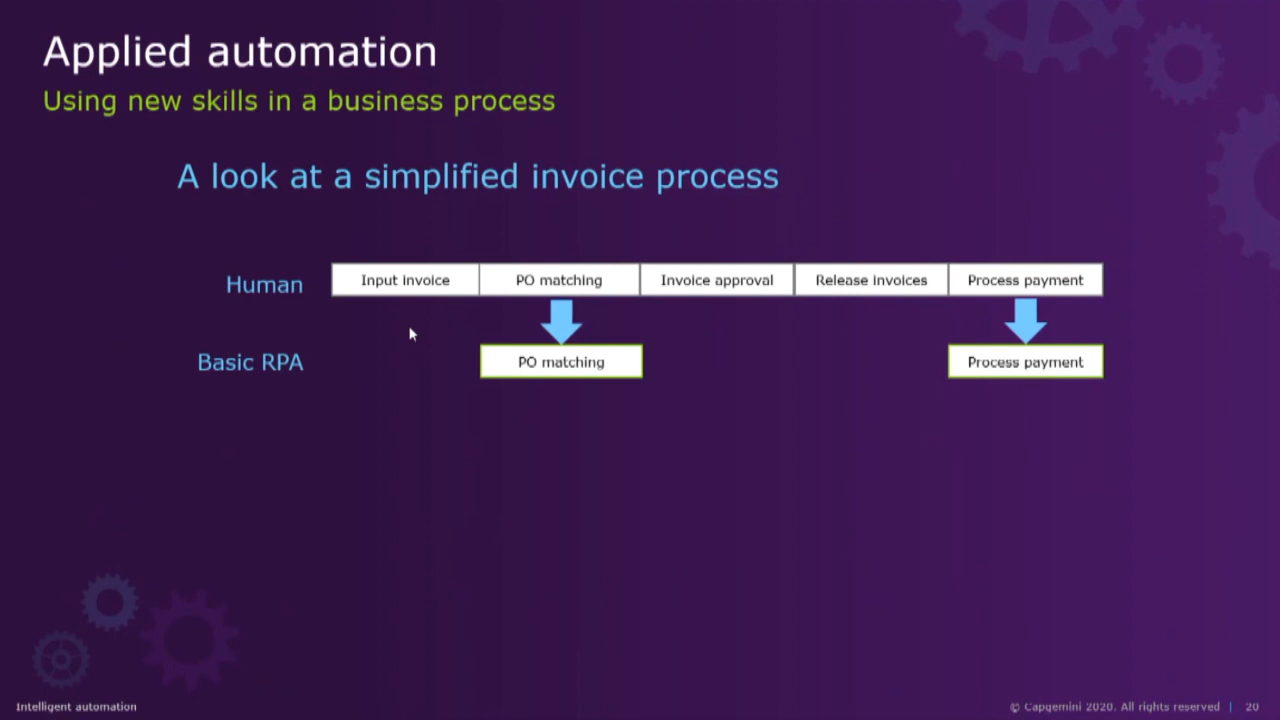 Applied automation
Using new skills in a business process
A look at a simplified invoice process
Human
Input invoice
PO matching
Invoice approval
Release invoices
Process payment
Basic RPA
PO matching
Process payment
Intelligent automation
© Capgemini 2020. All rights reserved | 20